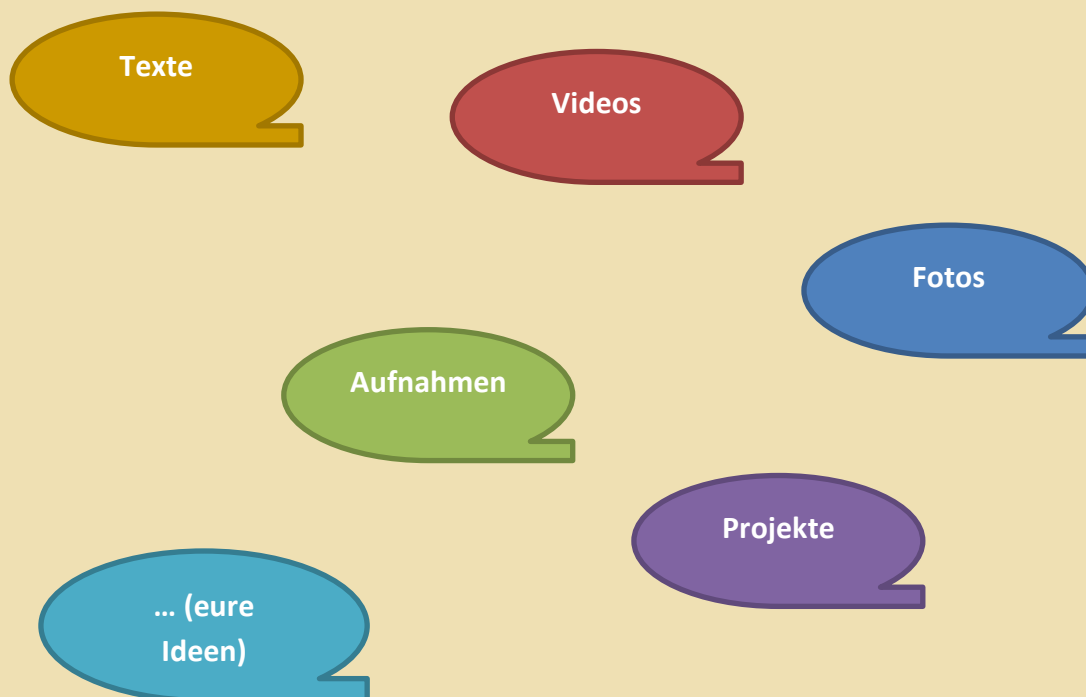 Texte
Videos
Fotos
Aufnahmen
Projekte
... (eure
Ideen)